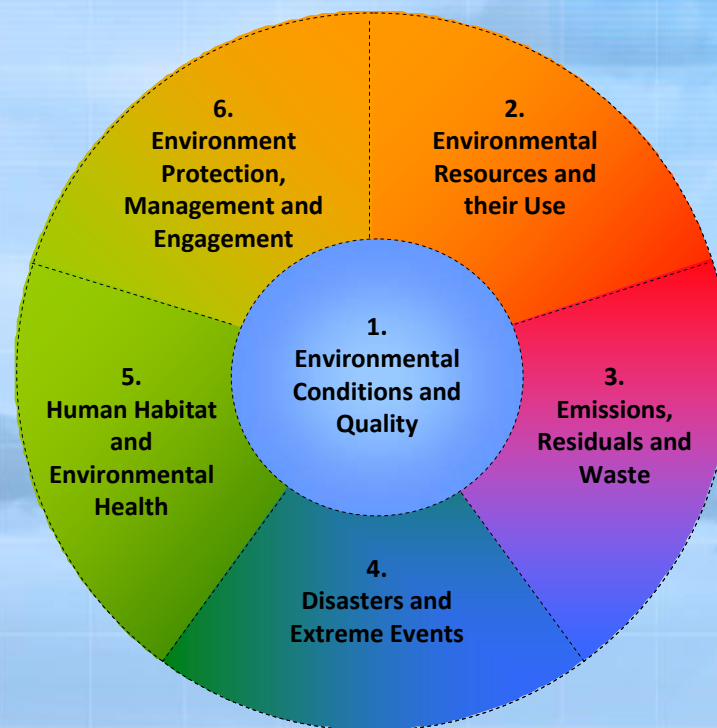 1.
Environmental
Conditions and
Quality
2.
Environmental
Resources and
their Use
3.
Emissions,
Residuals and
Waste
4.
Disasters and
Extreme Events
5.
Human Habitat
and
Environmental
Health
6.
Environment
Protection,
Management and
Engagement